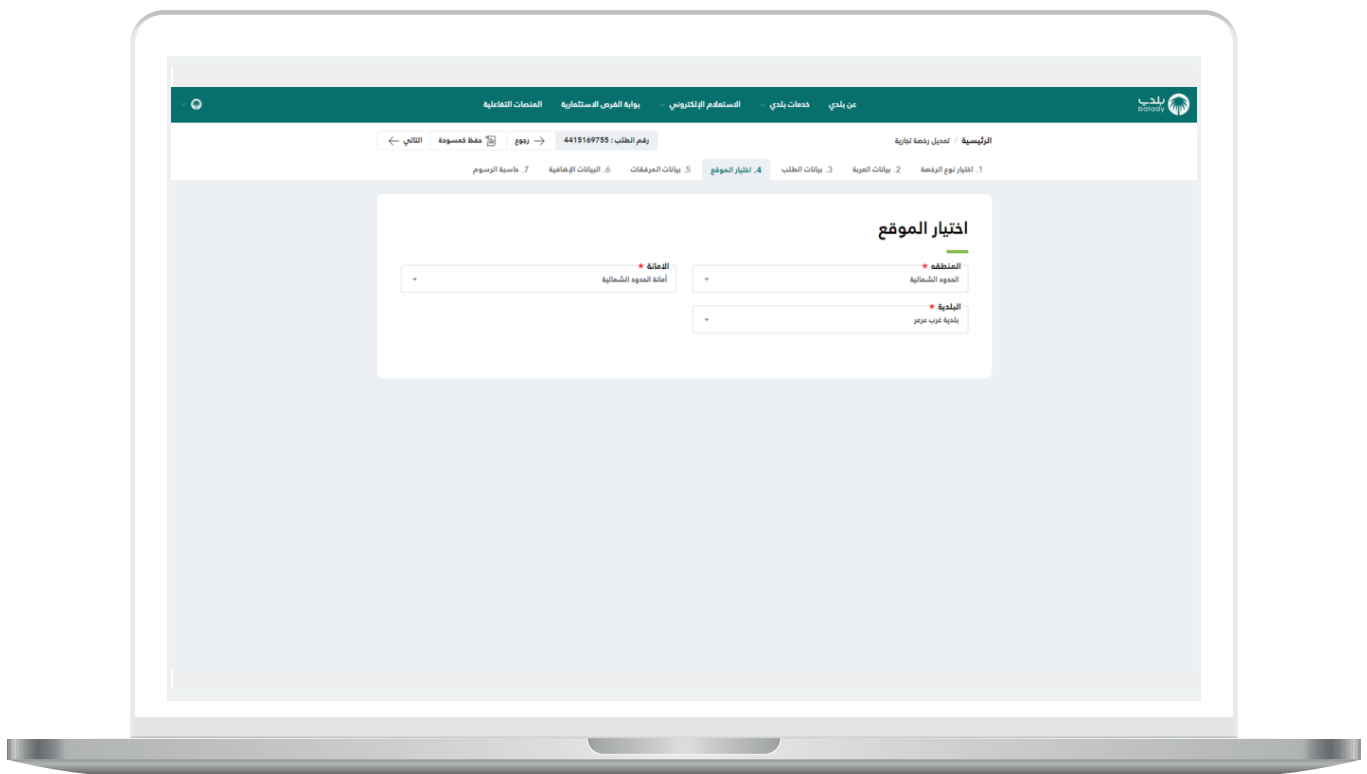 بلدي
balady
عن بلدي خدمات بلدي الاستعلام الإلكتروني بوابة الفرص الاستثمارية المنصات التفاعلية
الرئيسية / تعديل رخصة تجارية
رقم الطلب : 4415169755 رجوع حفظ كمسودة التالي
1. اختيار نوع الرخصة 2. بيانات العربة 3. بيانات الطلب 4. اختيار الموقع 5. بيانات المرفقات 6. البيانات الإضافية 7. حاسبة الرسوم
اختيار الموقع
المنطقه * الامانة *
الحدود الشمالية أمانة الحدود الشمالية
البلدية *
بلدية غرب عرعر